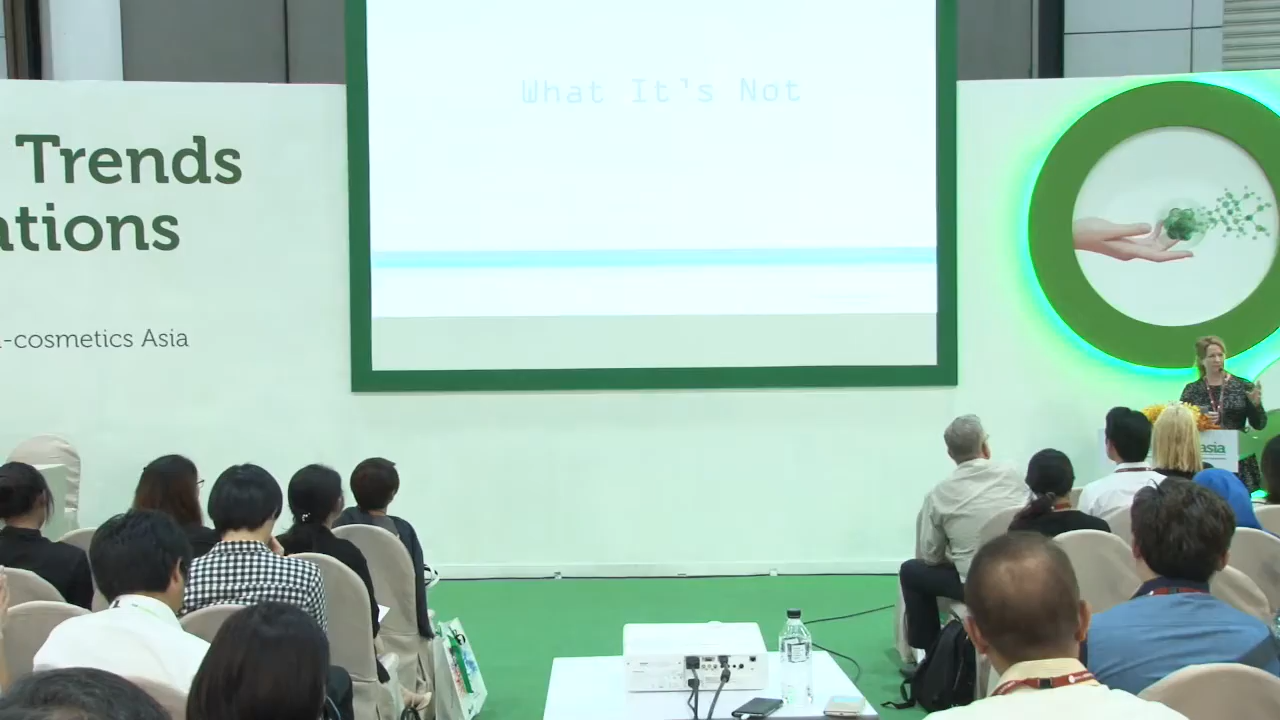 What It's Not
Trends
ations
-cosmetics Asia
asia